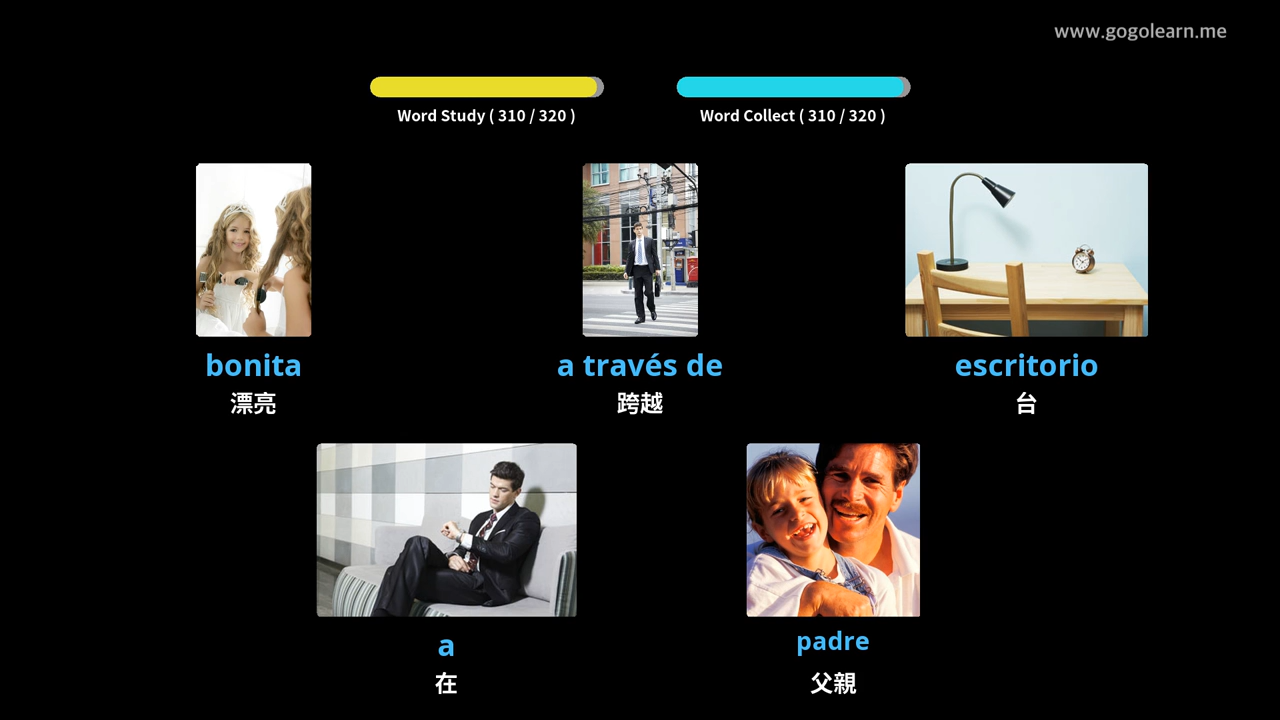 www.gogolearn.me
Word Study ( 310 / 320 )
Word Collect ( 310 / 320 )
bonita
漂亮
a través de
跨越
escritorio
台
a
在
padre
父親